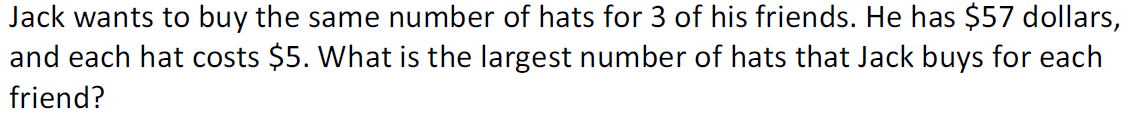 Jack wants to buy the same number of hats for 3 of his friends. He has $57 dollars,
and each hat costs $5. What is the largest number of hats that Jack buys for each
friend?